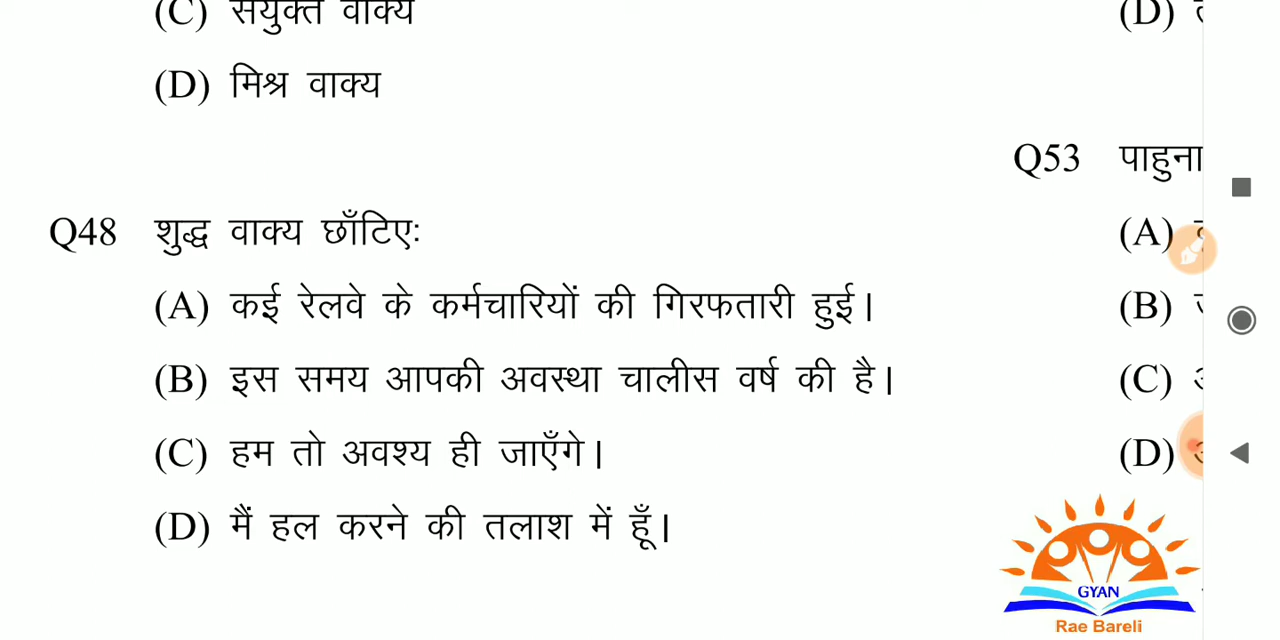 (C) संयुक्त वाक्य
(D) मिश्र वाक्य
Q48 शुद्ध वाक्य छाँटिएः
(A) कई रेलवे के कर्मचारियों की गिरफतारी हुई।
(B) इस समय आपकी अवस्था चालीस वर्ष की है।
(C) हम तो अवश्य ही जाएँगे।
(D) मैं हल करने की तलाश में हूँ।
(D)
Q53 पाहुना
(A)
(B)
(C)
(D)
GYAN
Rae Bareli